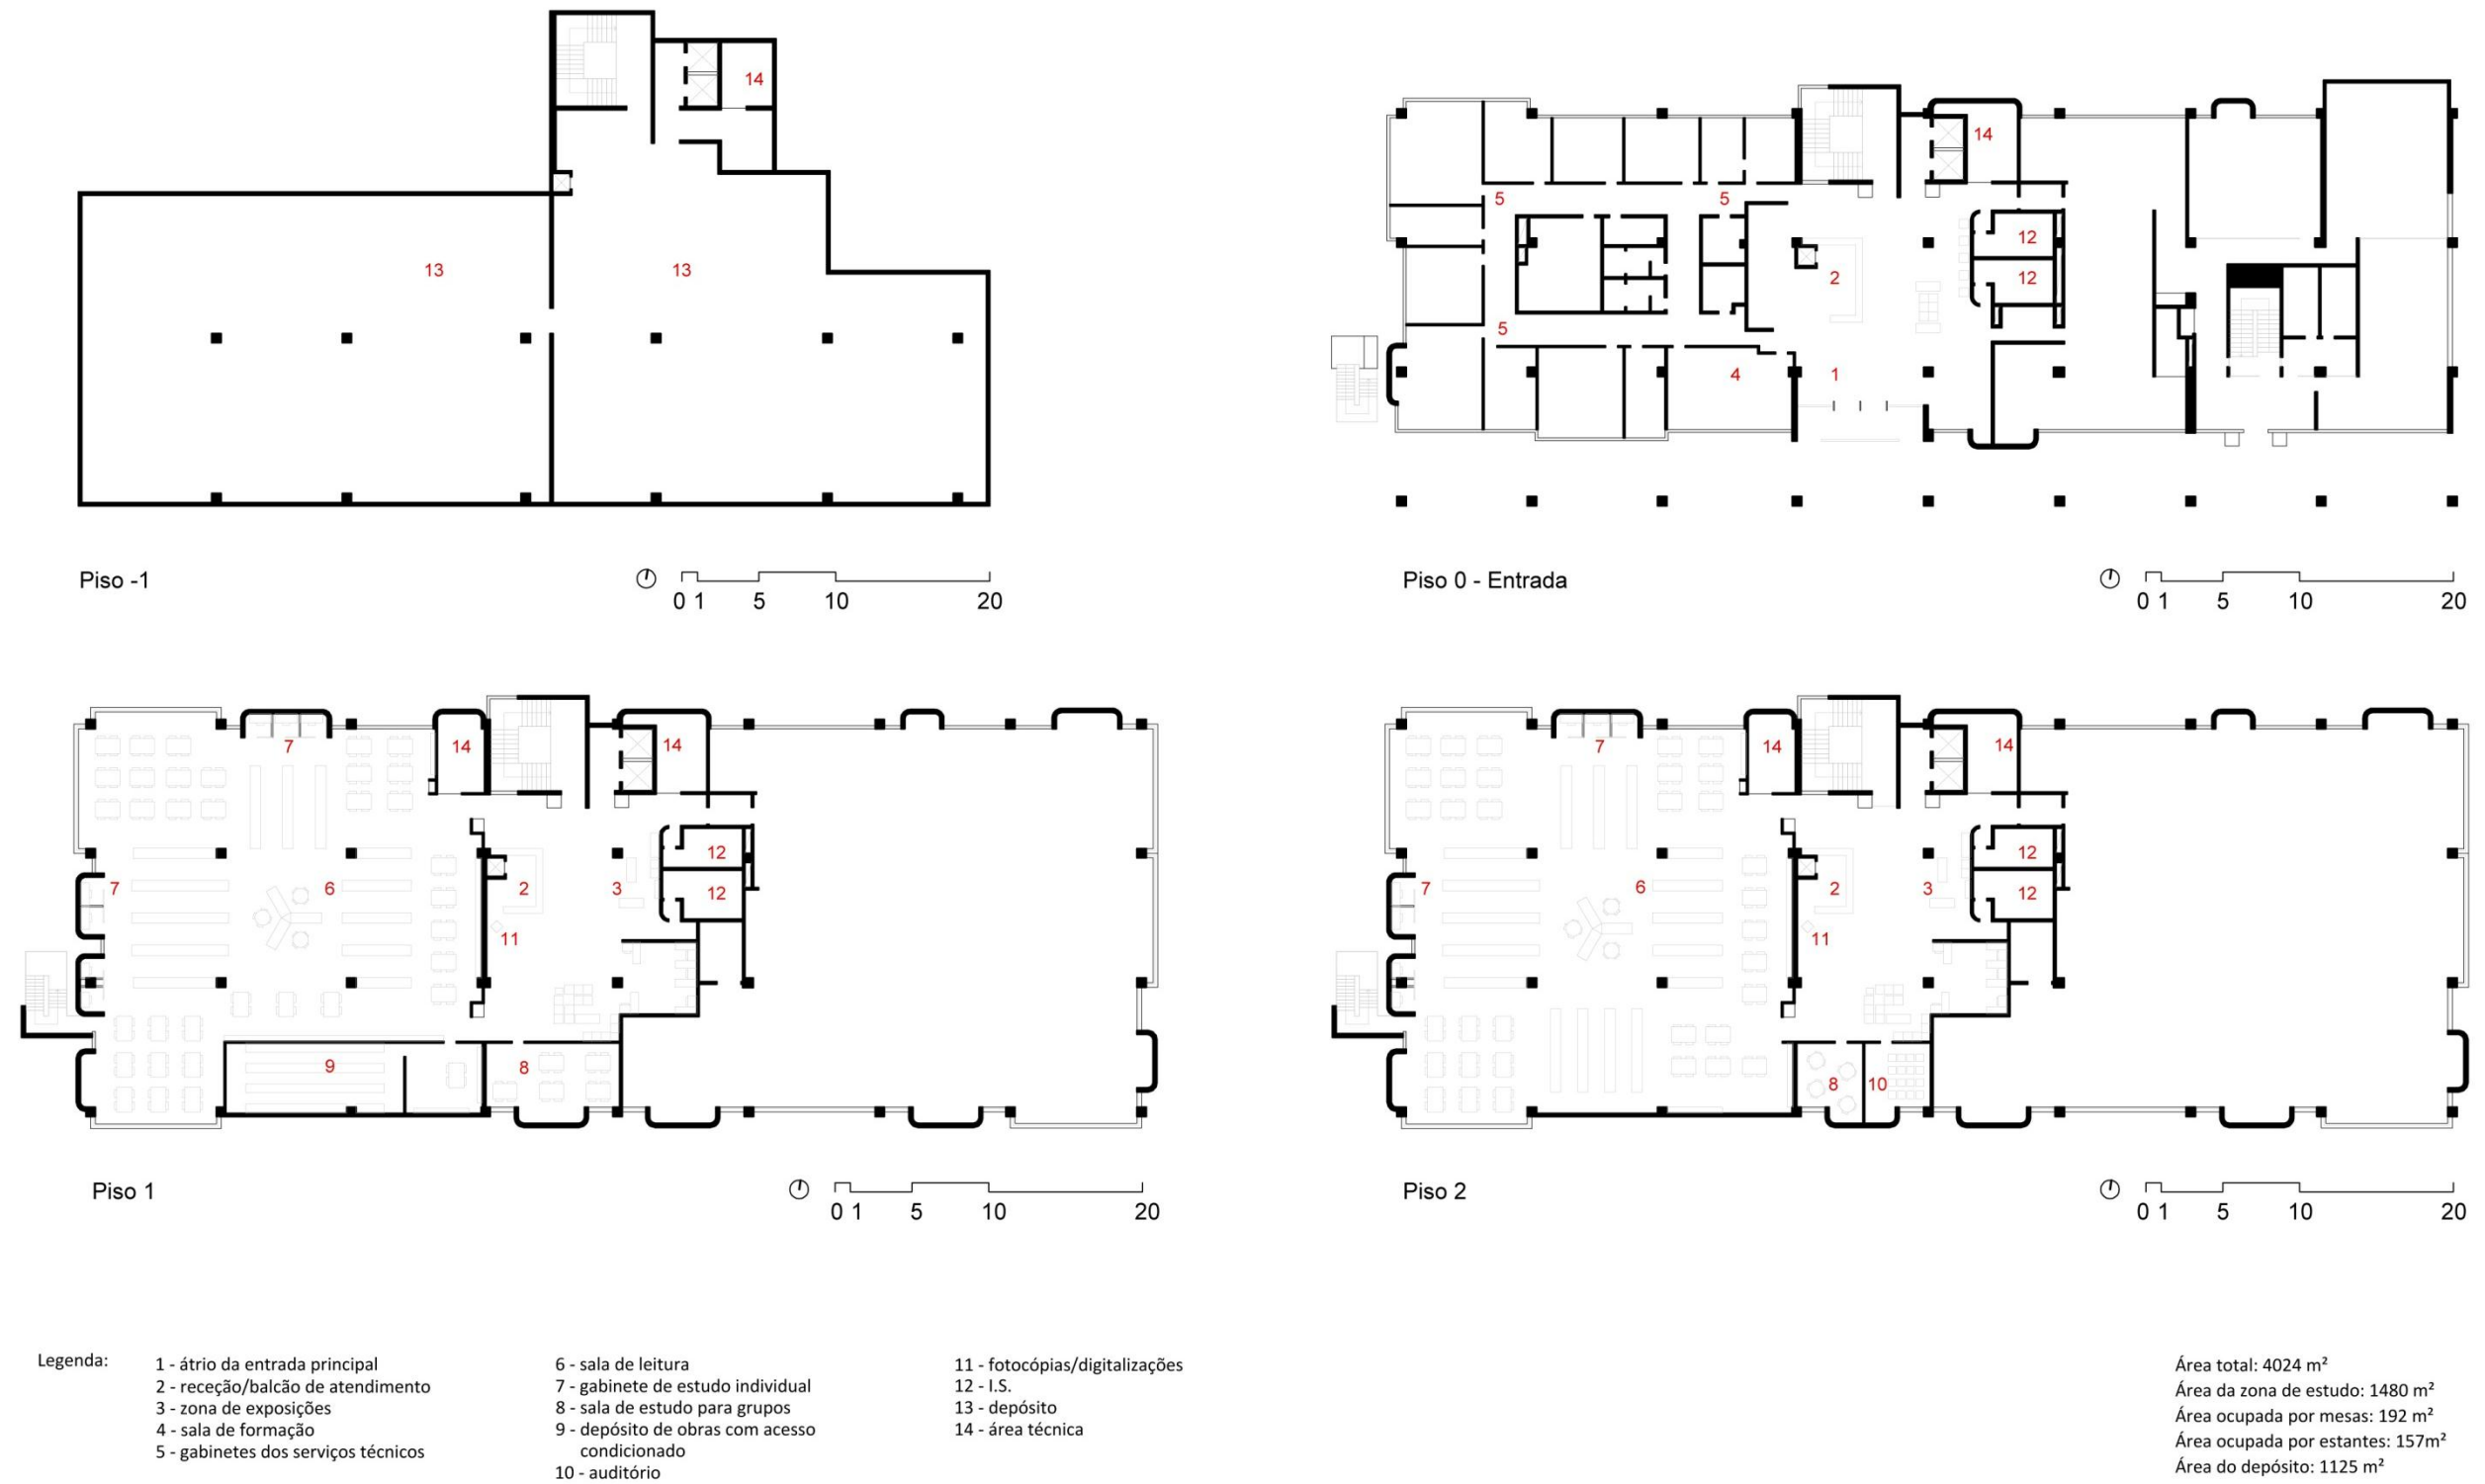 14
13
13
Piso -1
0 1 5 10 20
14
5
5
12
2
12
5
4
1
Piso 0 - Entrada
0 1 5 10 20
7
14
14
12
7
6
2
3
12
11
9
8
Piso 1
0 1 5 10 20
7
14
14
12
7
6
2
3
12
11
8
10
Piso 2
0 1 5 10 20
Legenda:
1 - átrio da entrada principal
2 - receção/balcão de atendimento
3 - zona de exposições
4 - sala de formação
5 - gabinetes dos serviços técnicos
6 - sala de leitura
7 - gabinete de estudo individual
8 - sala de estudo para grupos
9 - depósito de obras com acesso
condicionado
10 - auditório
11 - fotocópias/digitalizações
12 - I.S.
13 - depósito
14 - área técnica
Área total: 4024 m²
Área da zona de estudo: 1480 m²
Área ocupada por mesas: 192 m²
Área ocupada por estantes: 157m²
Área do depósito: 1125 m²